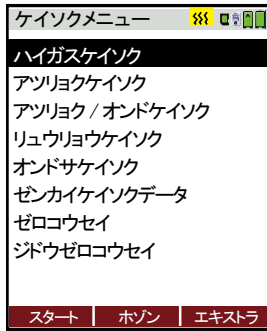 ケイソクメニュー
ハイガスケイソク
アツリョクケイソク
アツリョク / オンドケイソク
リュウリョウケイソク
オンドサケイソク
ゼンカイケイソクデータ
ゼロコウセイ
ジドウゼロコウセイ
スタート ホゾン エキストラ